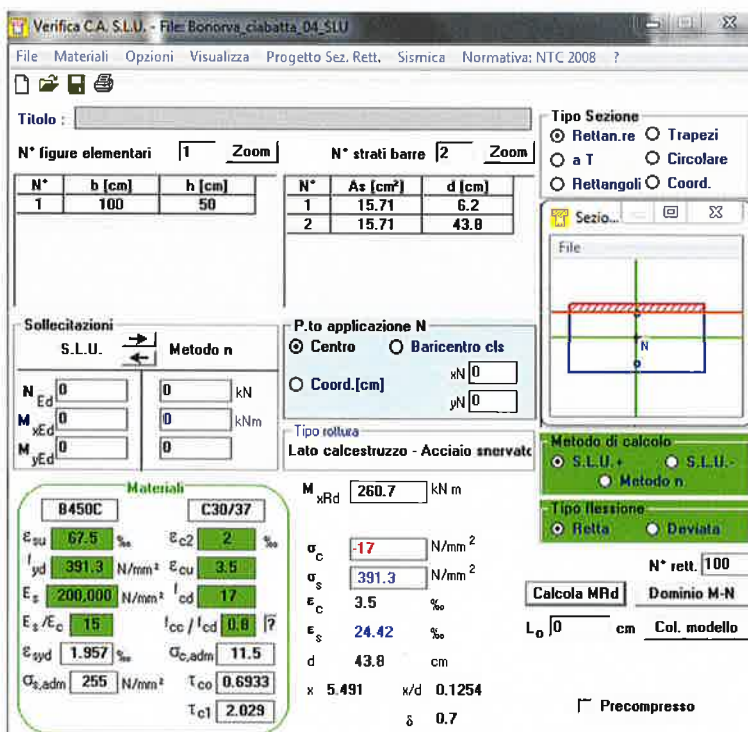 Verifica C.A. S.L.U. - File: Bonorva_ciabatta_04_SLU
File Materiali Opzioni Visualizza Progetto Sez. Rett. Sismica Normativa: NTC 2008 ?
Titolo :
N° figure elementari 1 Zoom
N° strati barre 2 Zoom
N° b [cm] h [cm]
1 100 50
N° As [cm²] d [cm]
1 15.71 6.2
2 15.71 43.8
Tipo Sezione
Rettan.re Trapezi
a T Circolare
Rettangoli Coord.
Sezio...
File
N
Sollecitazioni
S.L.U. Metodo n
N Ed 0 0 kN
M xEd 0 0 kNm
M yEd 0 0
P.to applicazione N
Centro Baricentro cls
Coord.[cm] xN 0
yN 0
Tipo rottura
Lato calcestruzzo - Acciaio snervato
Metodo di calcolo
S.L.U.+ S.L.U.-
Metodo n
Tipo flessione
Retta Deviata
Materiali
B450C C30/37
εsu 67.5 ‰ εc2 2 ‰
fyd 391.3 N/mm² εcu 3.5
Es 200,000 N/mm² fcd 17
Es/Ec 15 fcc / fcd 0.8 ?
εsyd 1.957 ‰ σc,adm 11.5
σs,adm 255 N/mm² τco 0.6933
τc1 2.029
M xRd 260.7 kN m
σc -17 N/mm²
σs 391.3 N/mm²
εc 3.5 ‰
εs 24.42 ‰
d 43.8 cm
x 5.491 x/d 0.1254
δ 0.7
N° rett. 100
Calcola MRd Dominio M-N
L₀ 0 cm Col. modello
Precompresso